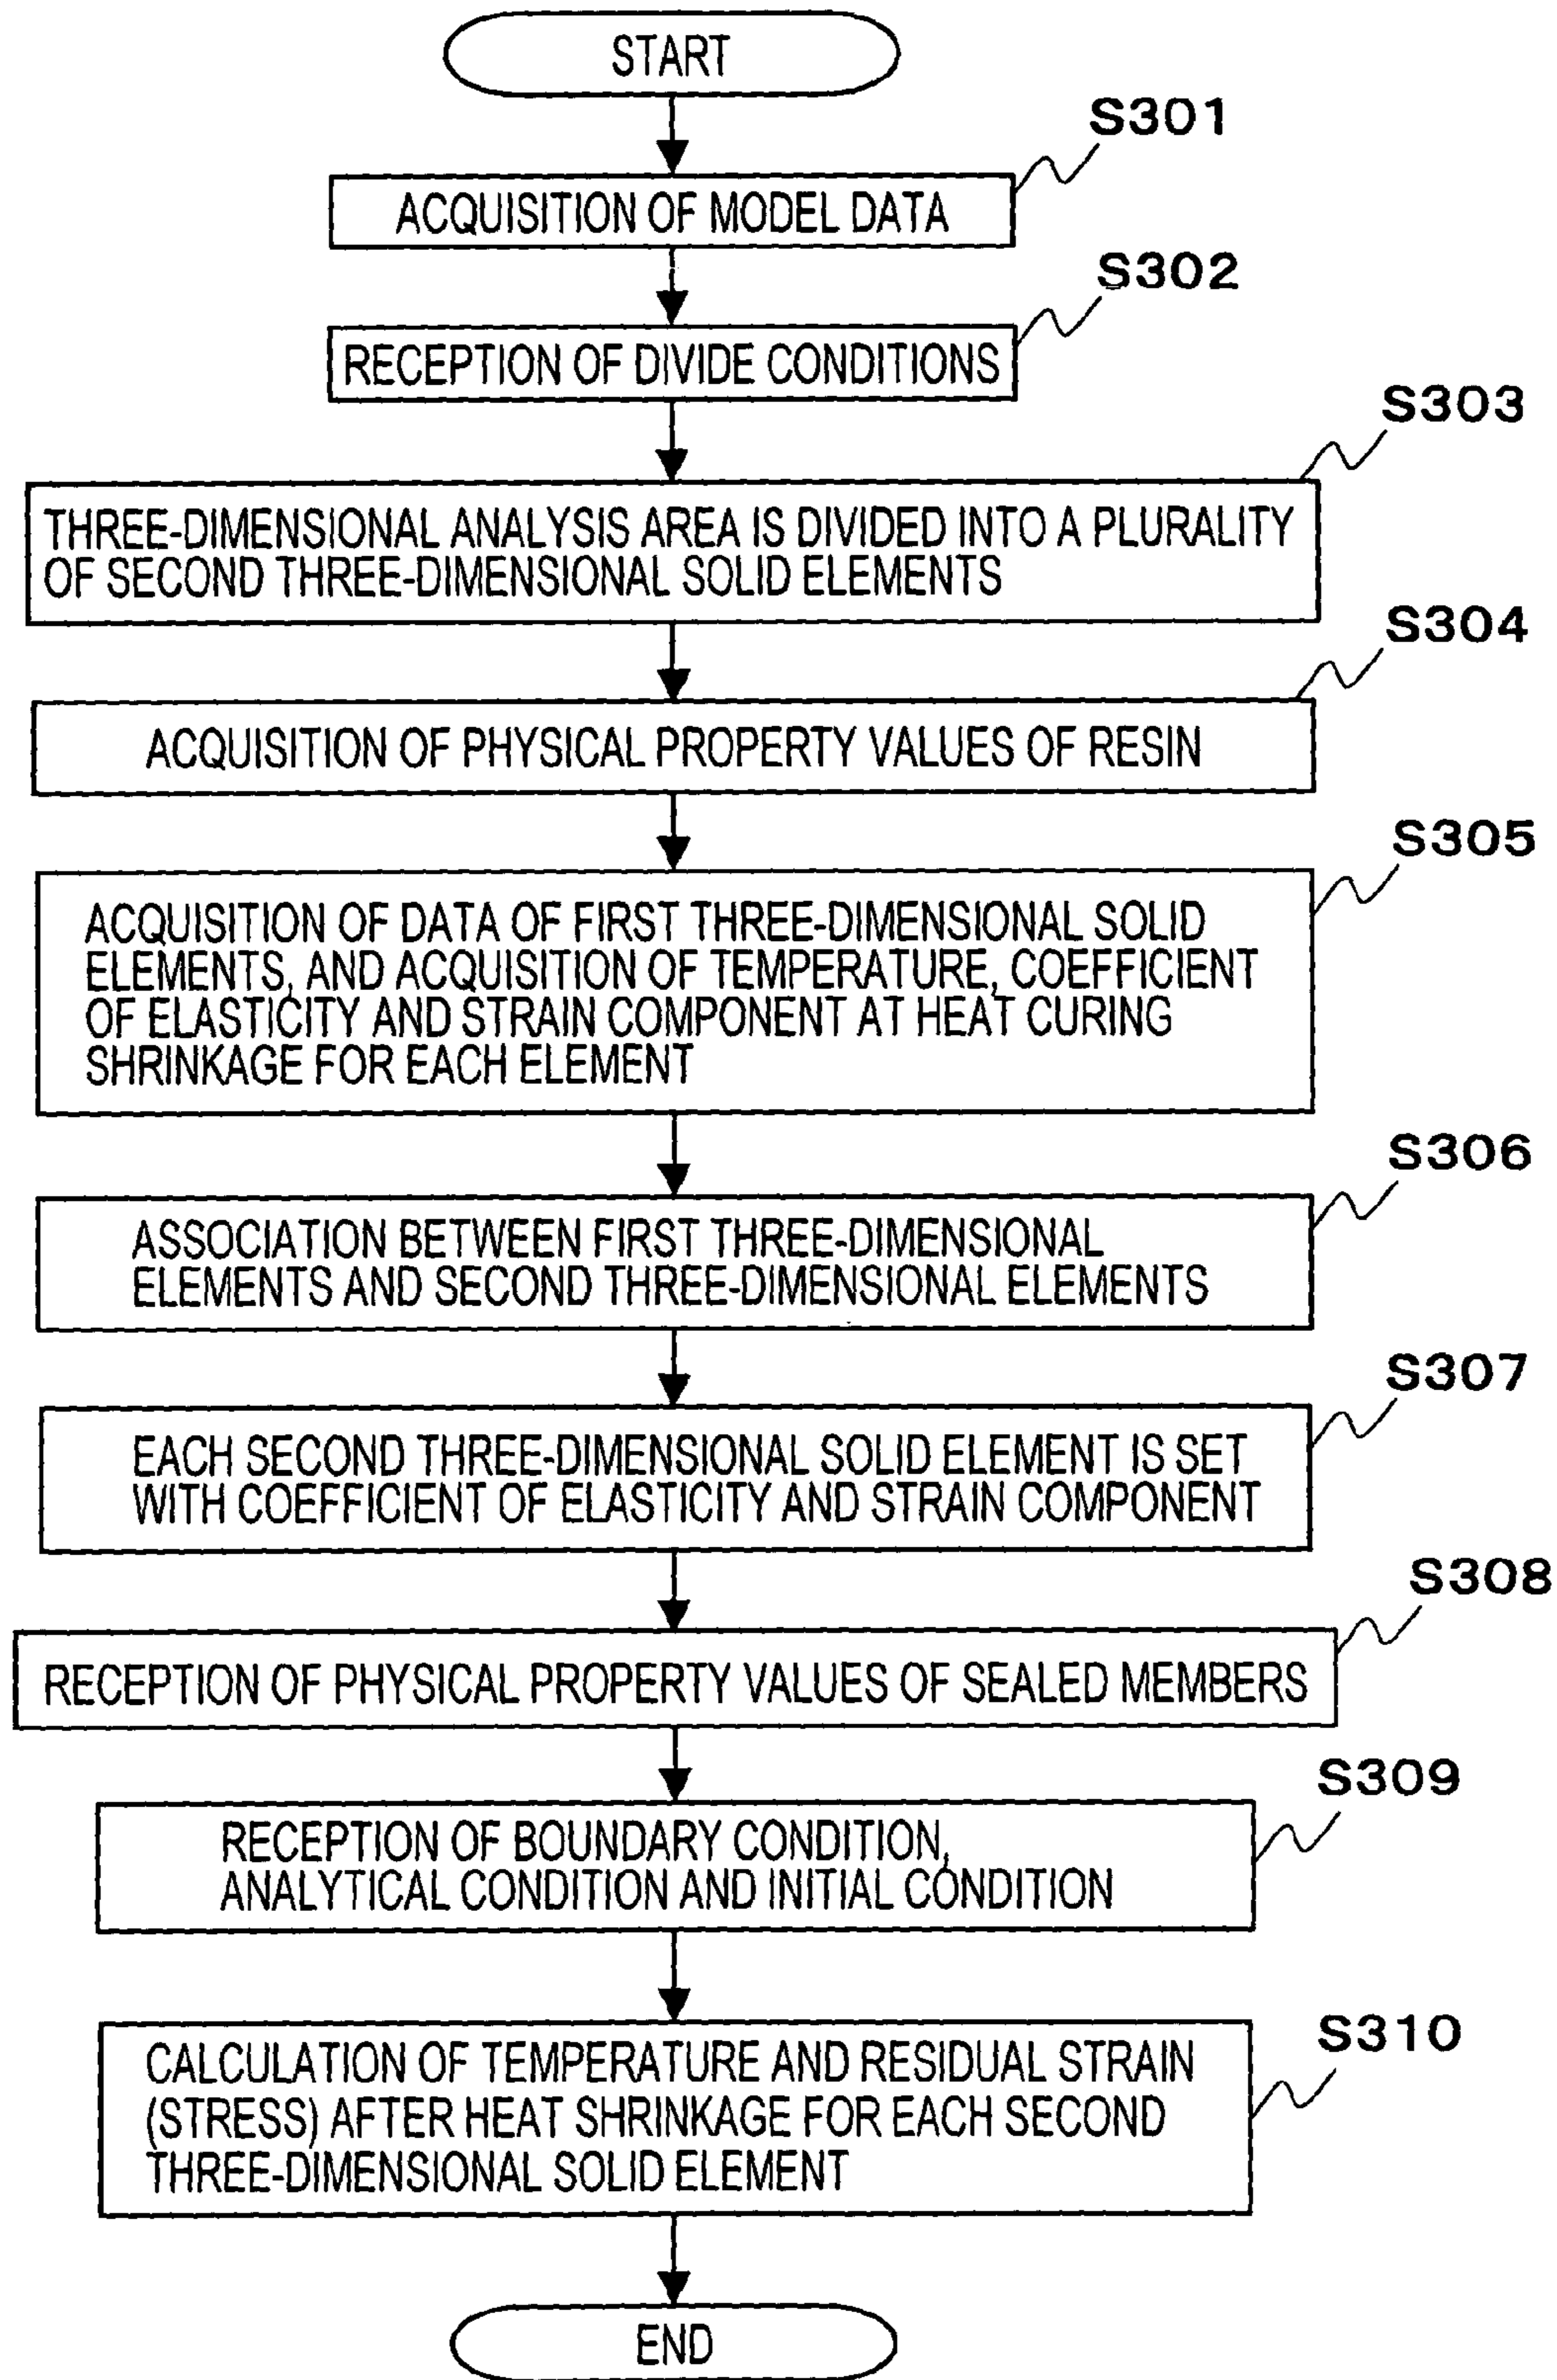 START
S301
ACQUISITION OF MODEL DATA
S302
RECEPTION OF DIVIDE CONDITIONS
S303
THREE-DIMENSIONAL ANALYSIS AREA IS DIVIDED INTO A PLURALITY
OF SECOND THREE-DIMENSIONAL SOLID ELEMENTS
S304
ACQUISITION OF PHYSICAL PROPERTY VALUES OF RESIN
S305
ACQUISITION OF DATA OF FIRST THREE-DIMENSIONAL SOLID
ELEMENTS, AND ACQUISITION OF TEMPERATURE, COEFFICIENT
OF ELASTICITY AND STRAIN COMPONENT AT HEAT CURING
SHRINKAGE FOR EACH ELEMENT
S306
ASSOCIATION BETWEEN FIRST THREE-DIMENSIONAL
ELEMENTS AND SECOND THREE-DIMENSIONAL ELEMENTS
S307
EACH SECOND THREE-DIMENSIONAL SOLID ELEMENT IS SET
WITH COEFFICIENT OF ELASTICITY AND STRAIN COMPONENT
S308
RECEPTION OF PHYSICAL PROPERTY VALUES OF SEALED MEMBERS
S309
RECEPTION OF BOUNDARY CONDITION,
ANALYTICAL CONDITION AND INITIAL CONDITION
S310
CALCULATION OF TEMPERATURE AND RESIDUAL STRAIN
(STRESS) AFTER HEAT SHRINKAGE FOR EACH SECOND
THREE-DIMENSIONAL SOLID ELEMENT
END